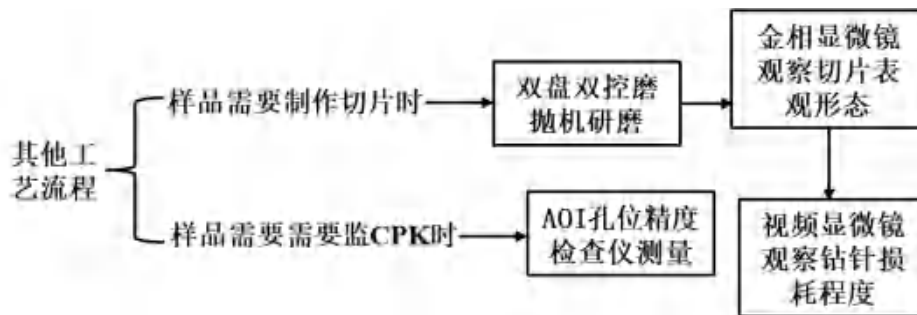 其他工
艺流程
样品需要制作切片时
双盘双控磨
抛机研磨
金相显微镜
观察切片表
观形态
视频显微镜
观察钻针损
耗程度
样品需要需要监CPK时
AOI孔位精度
检查仪测量